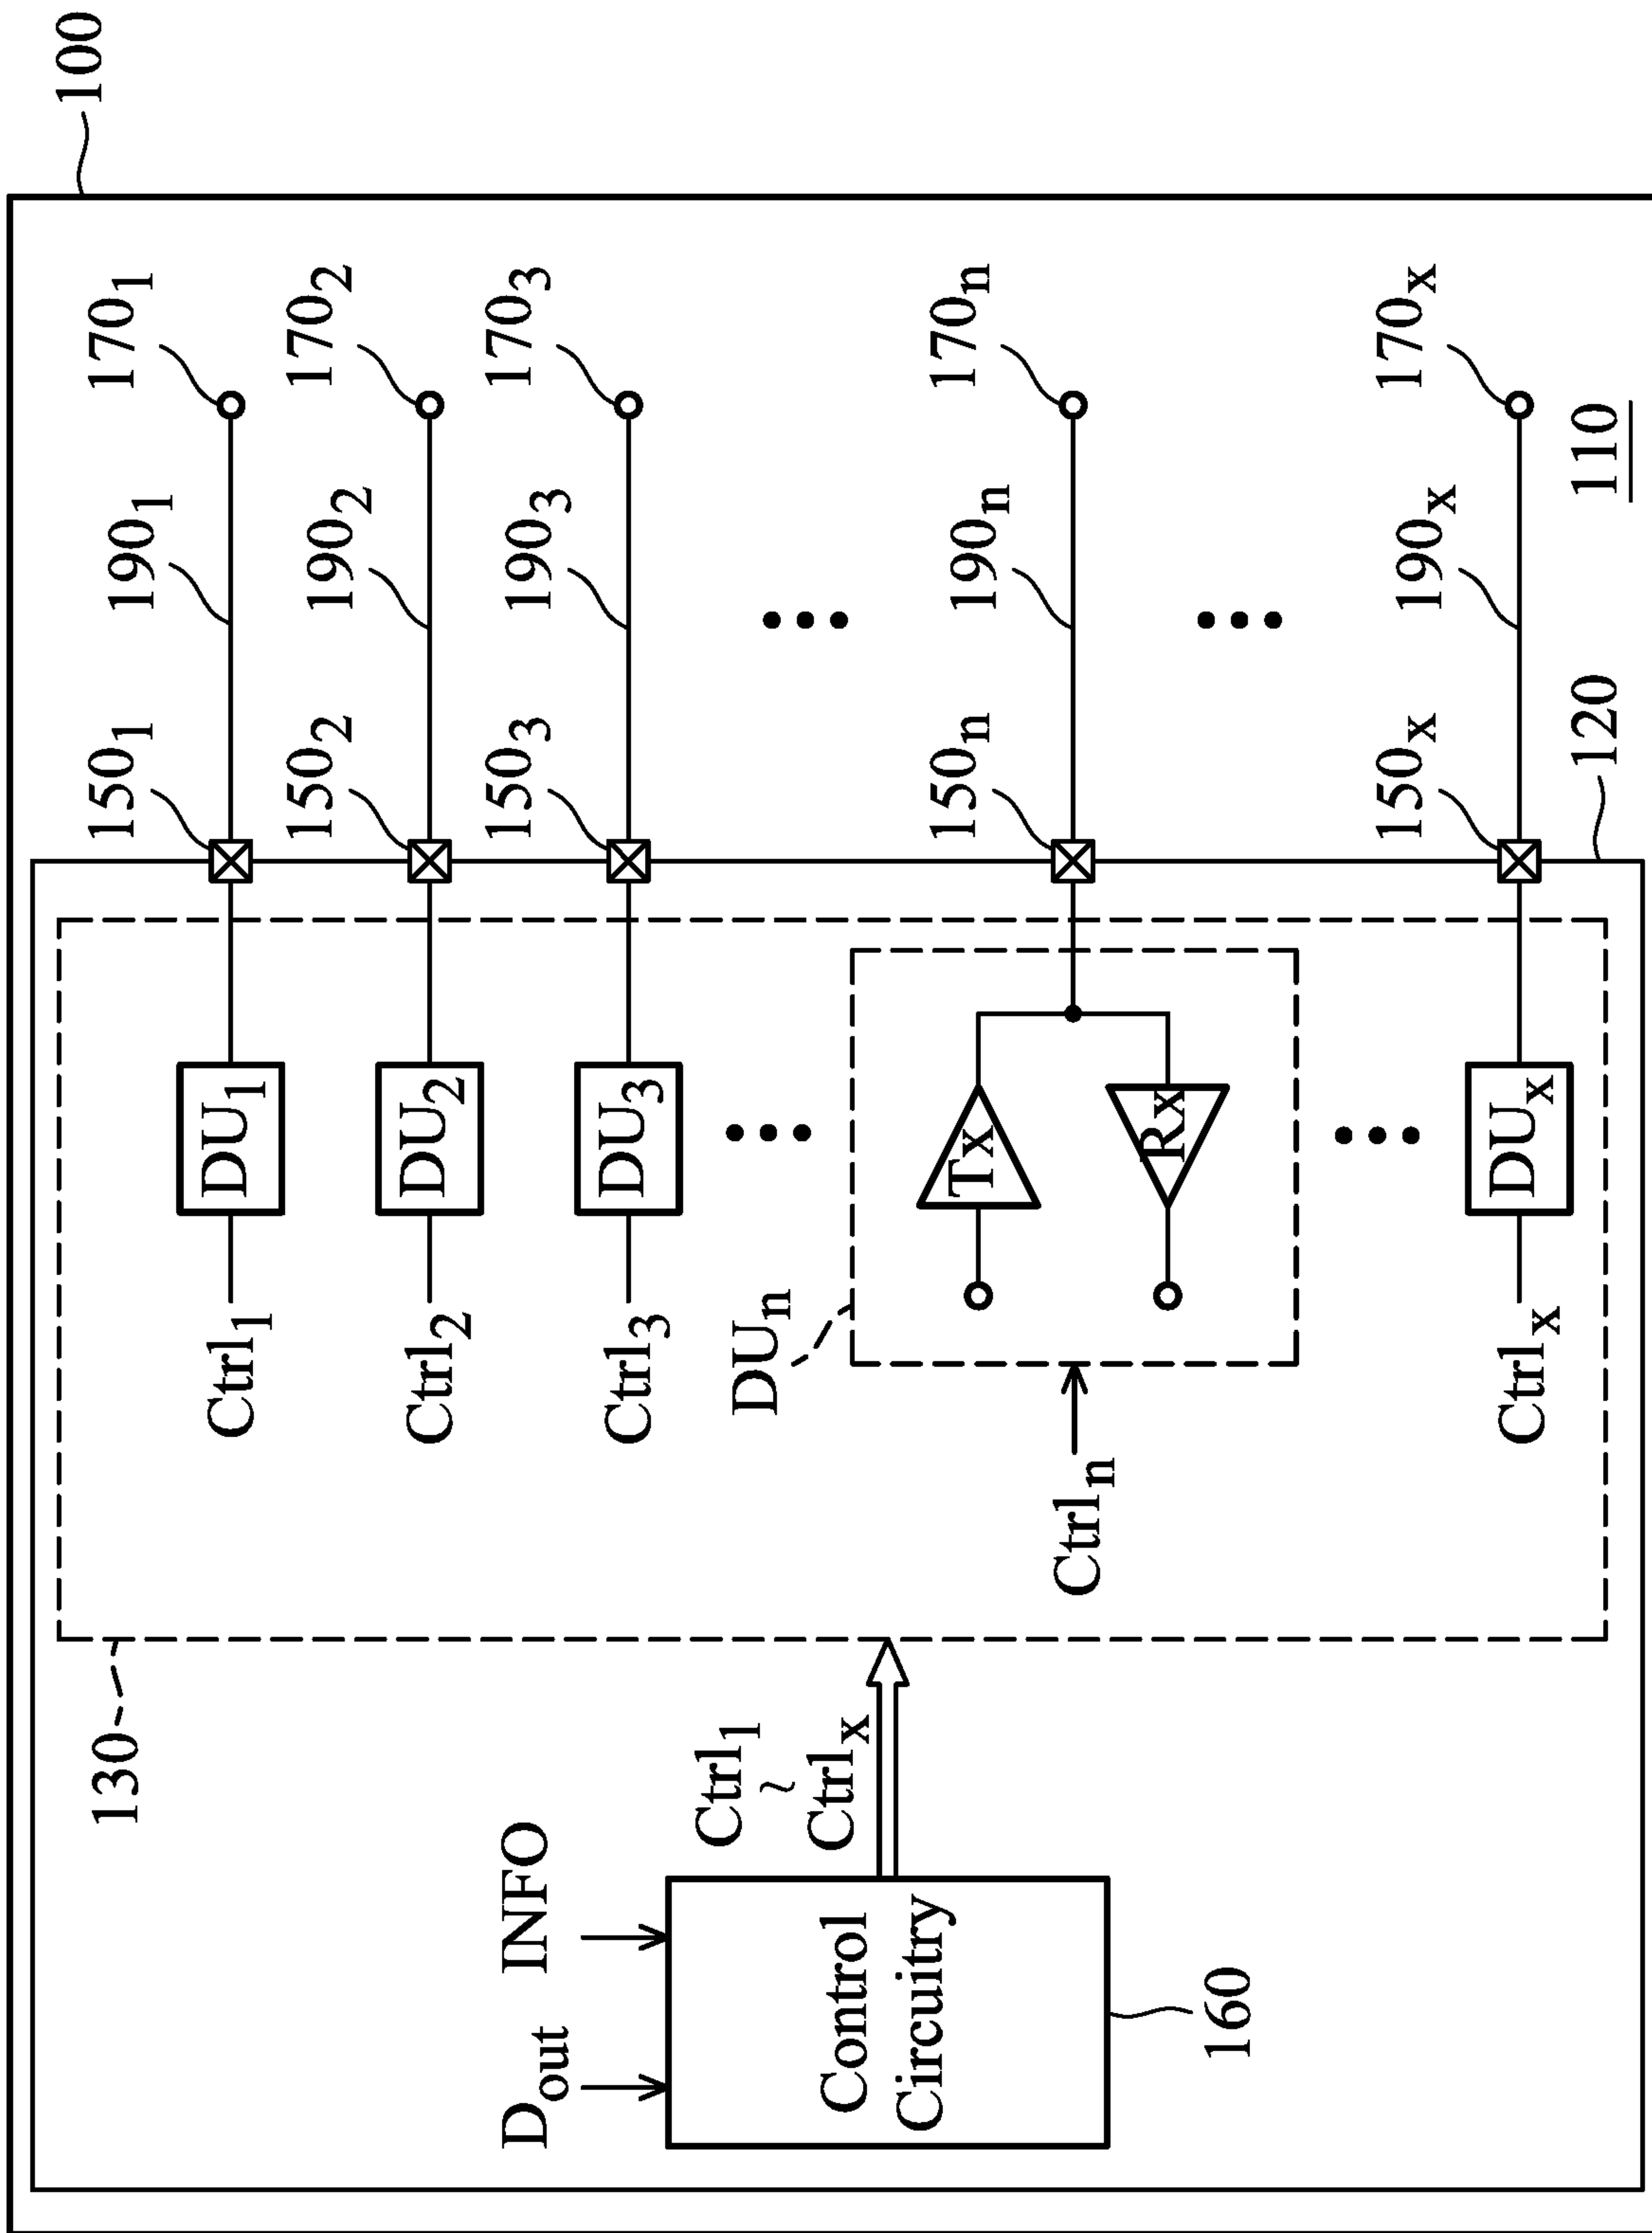 100
170₁
190₁
150₁
DU₁
Ctrl₁
170₂
190₂
150₂
DU₂
Ctrl₂
170₃
190₃
150₃
DU₃
Ctrl₃
130
Dout
INFO
Ctrl₁
~
Ctrlₓ
Control
Circuitry
160
DUₙ
Tx
Rx
Ctrlₙ
170ₙ
190ₙ
150ₙ
170ₓ
190ₓ
150ₓ
DUₓ
Ctrlₓ
110
120